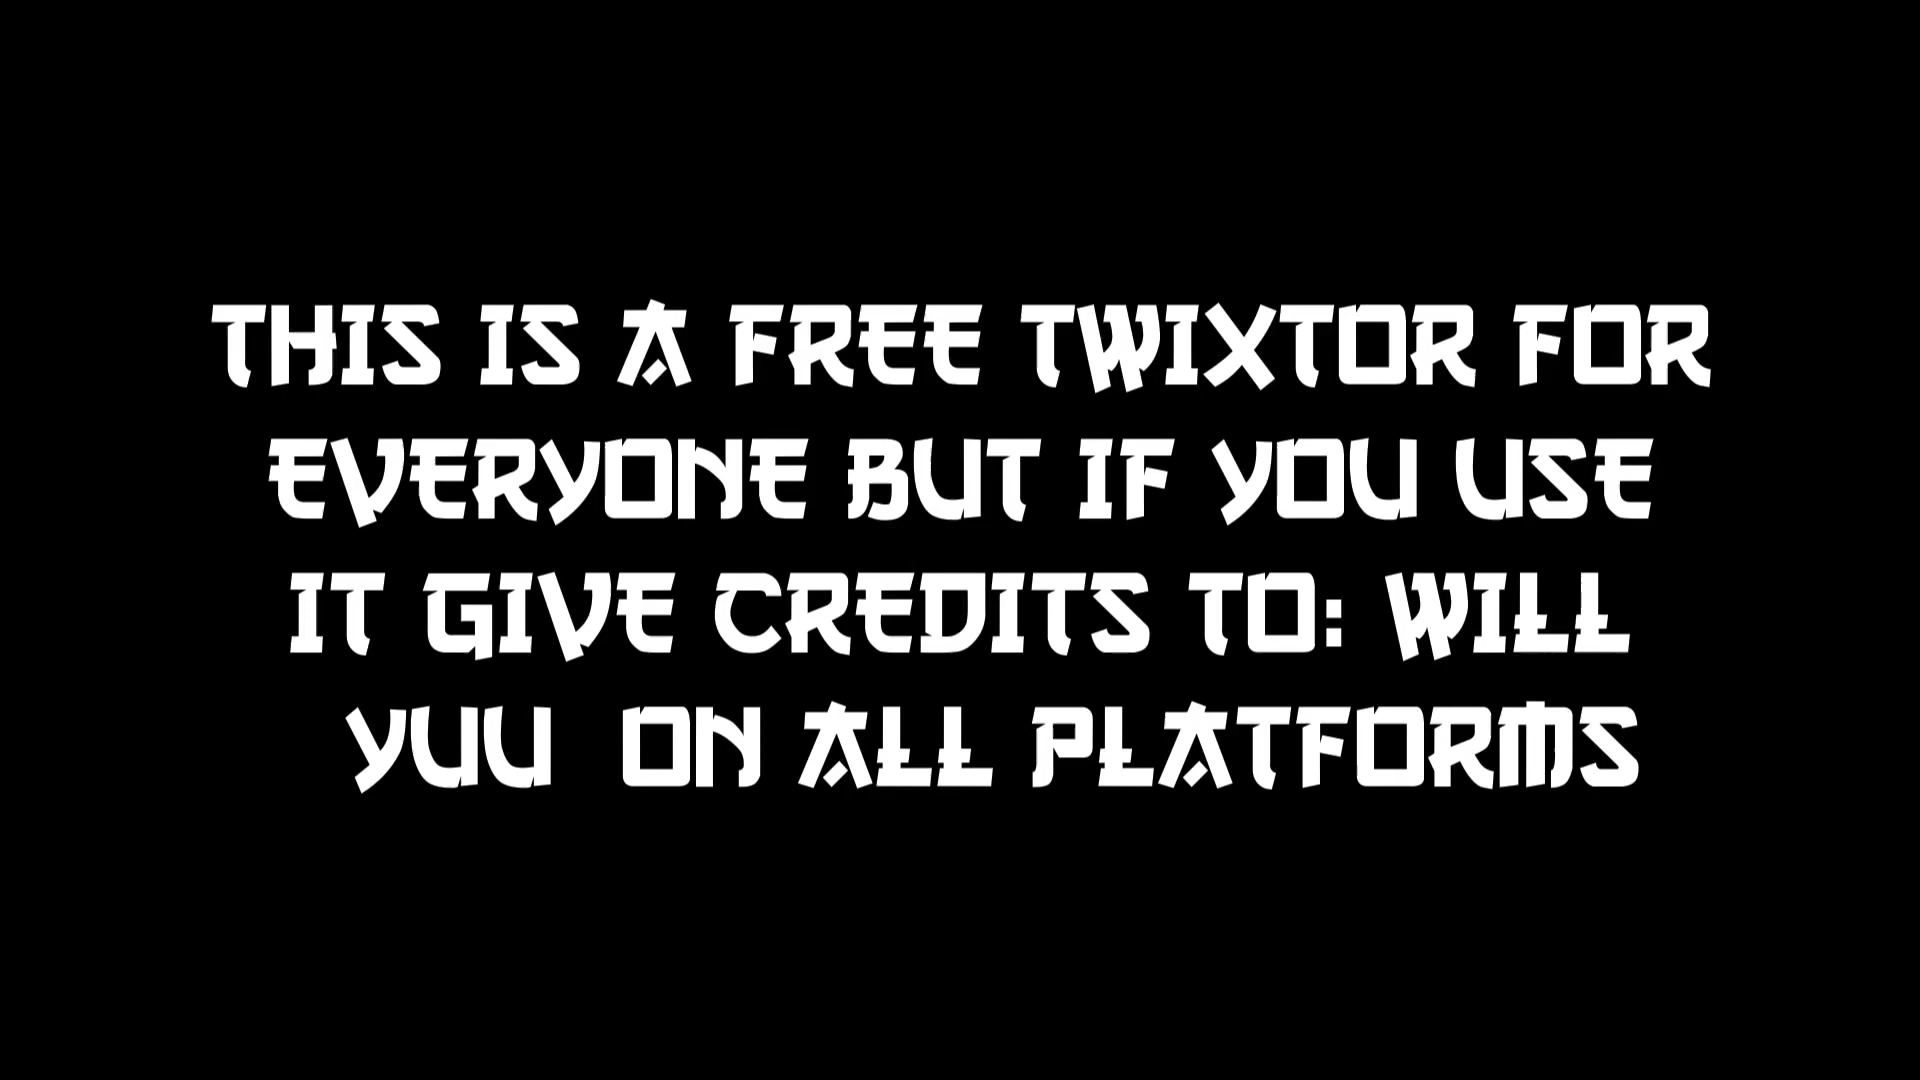 THIS IS A FREE TWIXTOR FOR
EVERYONE BUT IF YOU USE
IT GIVE CREDITS TO: WILL
YUU ON ALL PLATFORMS